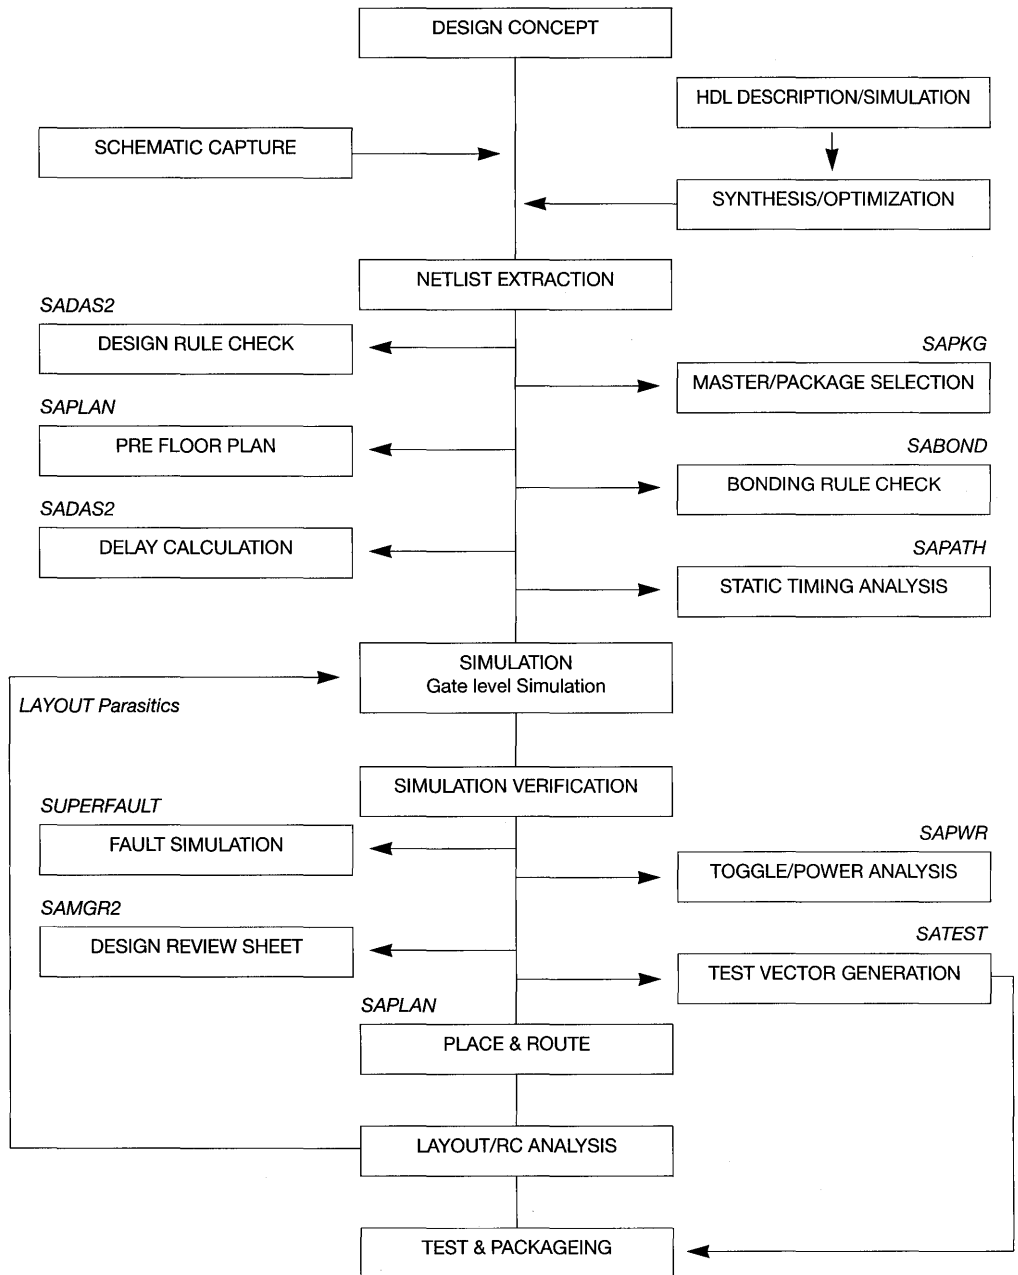 DESIGN CONCEPT
HDL DESCRIPTION/SIMULATION
SCHEMATIC CAPTURE
SYNTHESIS/OPTIMIZATION
NETLIST EXTRACTION
SADAS2
DESIGN RULE CHECK
SAPKG
MASTER/PACKAGE SELECTION
SAPLAN
PRE FLOOR PLAN
SABOND
BONDING RULE CHECK
SADAS2
DELAY CALCULATION
SAPATH
STATIC TIMING ANALYSIS
SIMULATION
Gate level Simulation
LAYOUT Parasitics
SIMULATION VERIFICATION
SUPERFAULT
FAULT SIMULATION
SAPWR
TOGGLE/POWER ANALYSIS
SAMGR2
DESIGN REVIEW SHEET
SATEST
TEST VECTOR GENERATION
SAPLAN
PLACE & ROUTE
LAYOUT/RC ANALYSIS
TEST & PACKAGEING